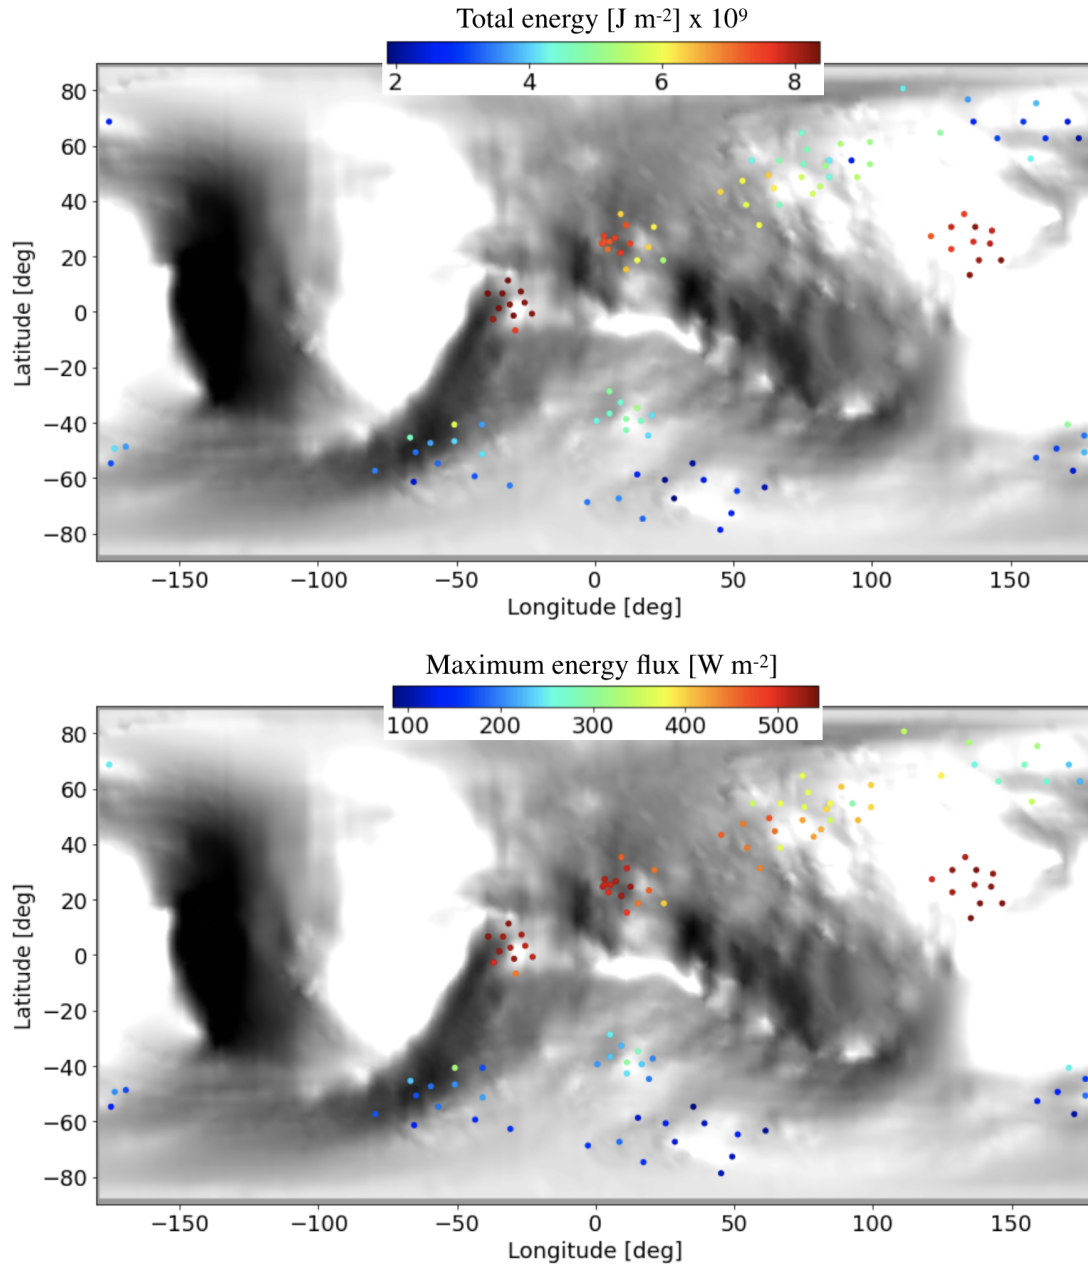 Total energy [J m-2] x 10⁹
2 4 6 8
80
60
40
20
0
−20
−40
−60
−80
Latitude [deg]
−150 −100 −50 0 50 100 150
Longitude [deg]
Maximum energy flux [W m-2]
100 200 300 400 500
80
60
40
20
0
−20
−40
−60
−80
Latitude [deg]
−150 −100 −50 0 50 100 150
Longitude [deg]